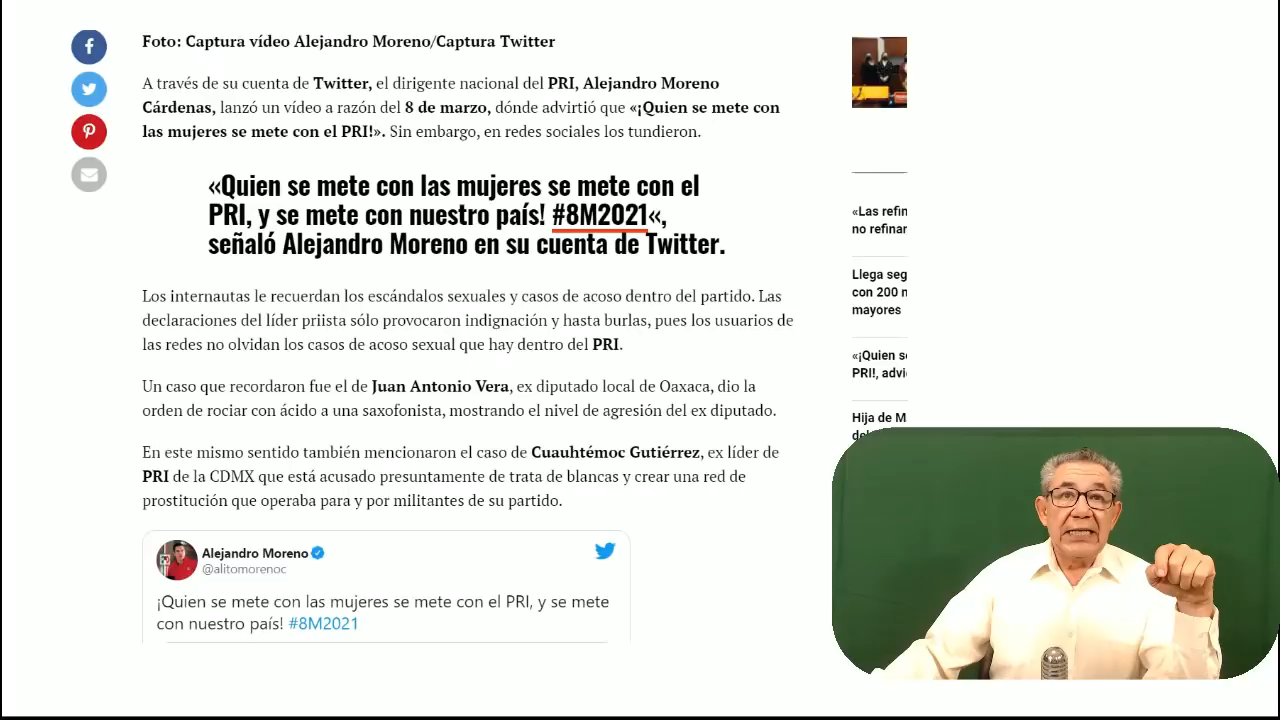 Foto: Captura vídeo Alejandro Moreno/Captura Twitter
A través de su cuenta de Twitter, el dirigente nacional del PRI, Alejandro Moreno
Cárdenas, lanzó un vídeo a razón del 8 de marzo, dónde advirtió que «¡Quien se mete con
las mujeres se mete con el PRI!». Sin embargo, en redes sociales los tundieron.
«Quien se mete con las mujeres se mete con el
PRI, y se mete con nuestro país! #8M2021«,
señaló Alejandro Moreno en su cuenta de Twitter.
Los internautas le recuerdan los escándalos sexuales y casos de acoso dentro del partido. Las
declaraciones del líder priista sólo provocaron indignación y hasta burlas, pues los usuarios de
las redes no olvidan los casos de acoso sexual que hay dentro del PRI.
Un caso que recordaron fue el de Juan Antonio Vera, ex diputado local de Oaxaca, dio la
orden de rociar con ácido a una saxofonista, mostrando el nivel de agresión del ex diputado.
En este mismo sentido también mencionaron el caso de Cuauhtémoc Gutiérrez, ex líder de
PRI de la CDMX que está acusado presuntamente de trata de blancas y crear una red de
prostitución que operaba para y por militantes de su partido.
Alejandro Moreno
@alitomorenoc
¡Quien se mete con las mujeres se mete con el PRI, y se mete
con nuestro país! #8M2021
«Las refin
no refinar
Llega seg
con 200
mayores
«¡Quien s
PRI!, advi
Hija de M